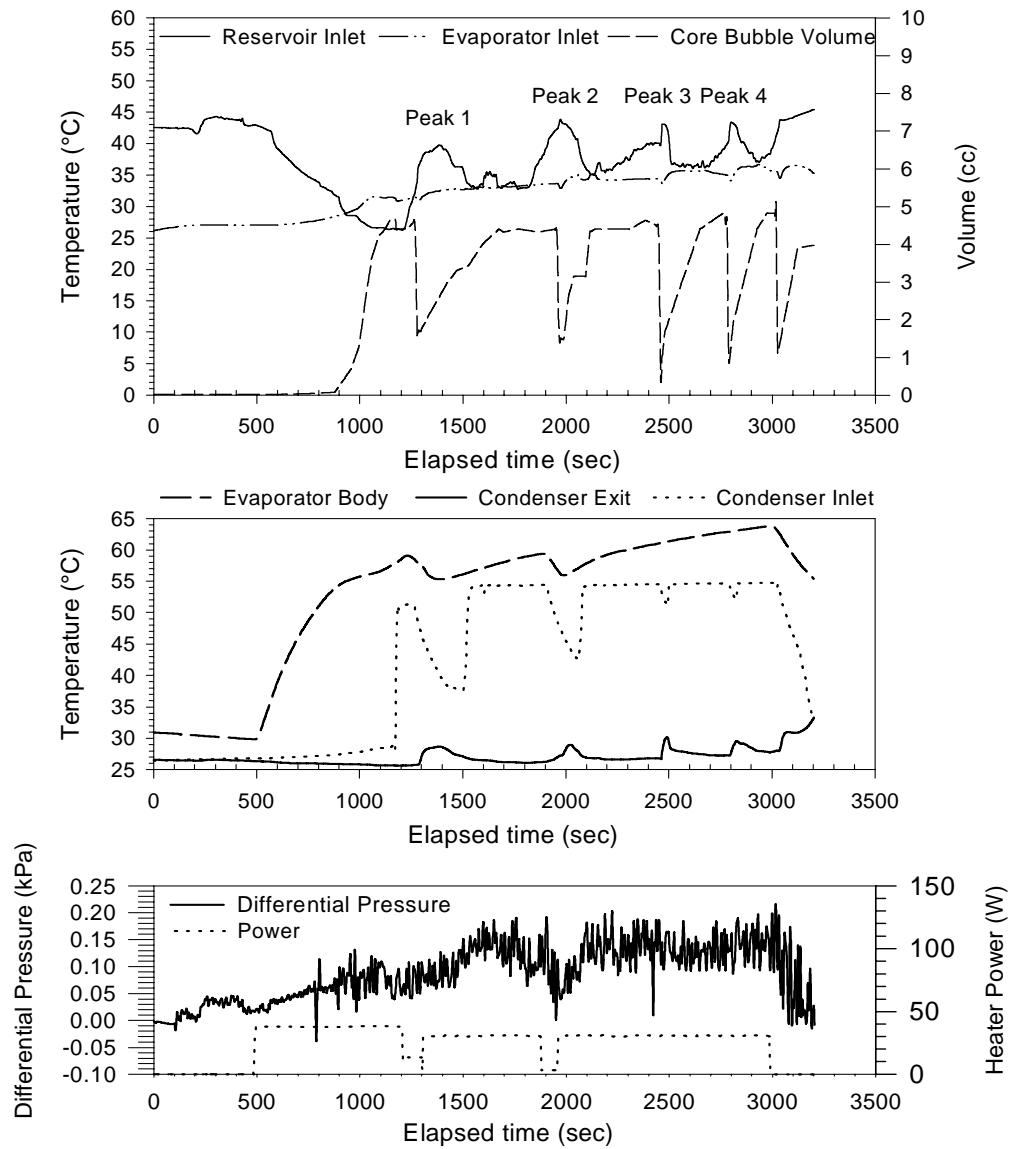 Reservoir Inlet Evaporator Inlet Core Bubble Volume
Peak 1 Peak 2 Peak 3 Peak 4
60
55
50
45
40
35
30
25
20
15
10
5
0
Temperature (°C)
10
9
8
7
6
5
4
3
2
1
0
Volume (cc)
0 500 1000 1500 2000 2500 3000 3500
Elapsed time (sec)
Evaporator Body Condenser Exit Condenser Inlet
65
60
55
50
45
40
35
30
25
Temperature (°C)
0 500 1000 1500 2000 2500 3000 3500
Elapsed time (sec)
Differential Pressure
Power
0.25
0.20
0.15
0.10
0.05
0.00
-0.05
-0.10
Differential Pressure (kPa)
150
100
50
0
Heater Power (W)
0 500 1000 1500 2000 2500 3000 3500
Elapsed time (sec)